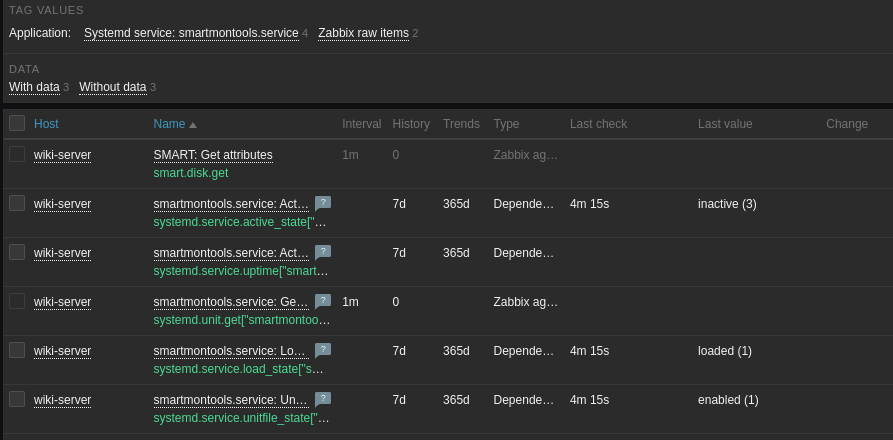 TAG VALUES
Application: Systemd service: smartmontools.service 4 Zabbix raw items 2
DATA
With data 3 Without data 3
Host Name Interval History Trends Type Last check Last value Change
wiki-server SMART: Get attributes 1m 0 Zabbix ag…
smart.disk.get
wiki-server smartmontools.service: Act… ? 7d 365d Depende… 4m 15s inactive (3)
systemd.service.active_state["…
wiki-server smartmontools.service: Act… ? 7d 365d Depende…
systemd.service.uptime["smart…
wiki-server smartmontools.service: Ge… ? 1m 0 Zabbix ag…
systemd.unit.get["smartmontoo…
wiki-server smartmontools.service: Lo… ? 7d 365d Depende… 4m 15s loaded (1)
systemd.service.load_state["s…
wiki-server smartmontools.service: Un… ? 7d 365d Depende… 4m 15s enabled (1)
systemd.service.unitfile_state["…